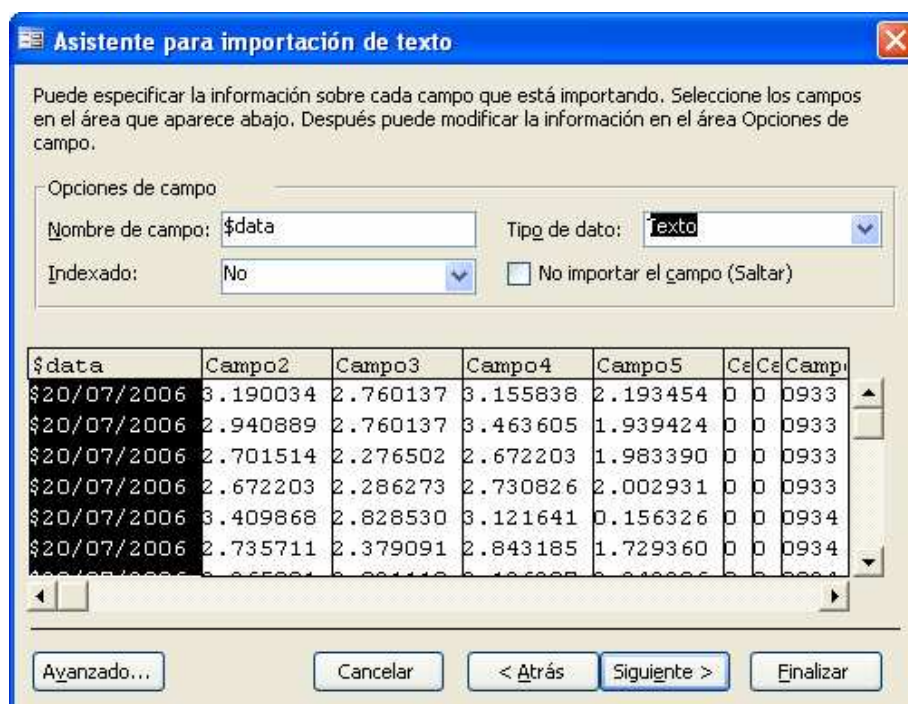 Asistente para importación de texto
Puede especificar la información sobre cada campo que está importando. Seleccione los campos
en el área que aparece abajo. Después puede modificar la información en el área Opciones de
campo.
Opciones de campo
Nombre de campo: $data Tipo de dato: Texto
Indexado: No No importar el campo (Saltar)
$data Campo2 Campo3 Campo4 Campo5 Ca Ca Camp
$20/07/2006 3.190034 2.760137 3.155838 2.193454 0 0 0933
$20/07/2006 2.940889 2.760137 3.463605 1.939424 0 0 0933
$20/07/2006 2.701514 2.276502 2.672203 1.983390 0 0 0933
$20/07/2006 2.672203 2.286273 2.730826 2.002931 0 0 0933
$20/07/2006 3.409868 2.828530 3.121641 0.156326 0 0 0934
$20/07/2006 2.735711 2.379091 2.843185 1.729360 0 0 0934
Avanzado... Cancelar < Atrás Siguiente > Finalizar